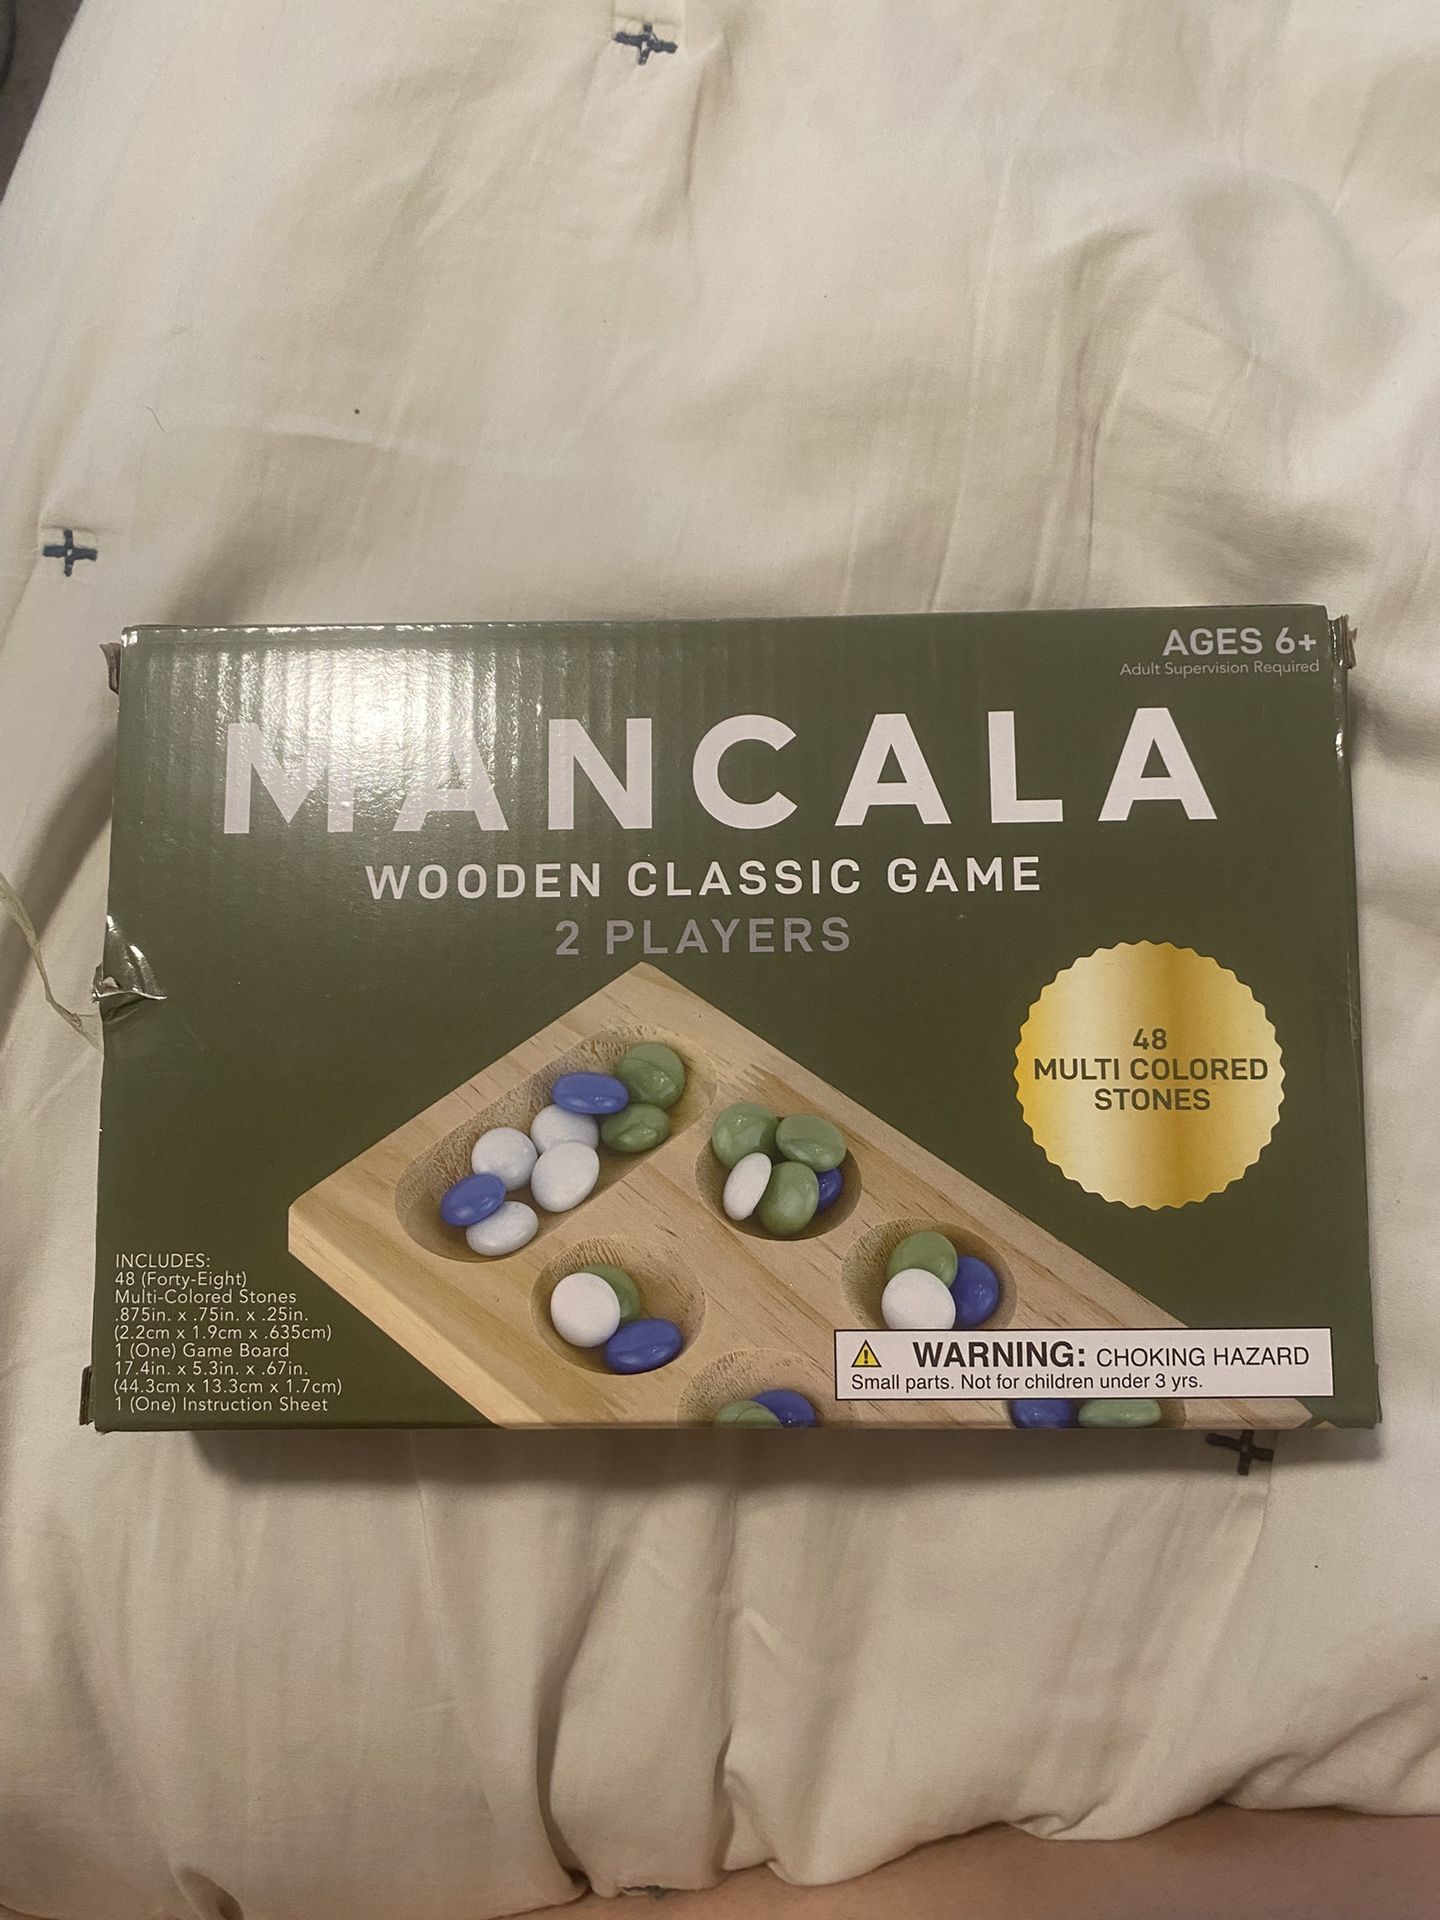 AGES 6+
Adult Supervision Required
MANCALA
WOODEN CLASSIC GAME
2 PLAYERS
48
MULTI COLORED
STONES
INCLUDES:
48 (Forty-Eight)
Multi-Colored Stones
.875in. x .75in. x .25in.
(2.2cm x 1.9cm x .635cm)
1 (One) Game Board
17.4in. x 5.3in. x .67in.
(44.3cm x 13.3cm x 1.7cm)
1 (One) Instruction Sheet
WARNING: CHOKING HAZARD
Small parts. Not for children under 3 yrs.